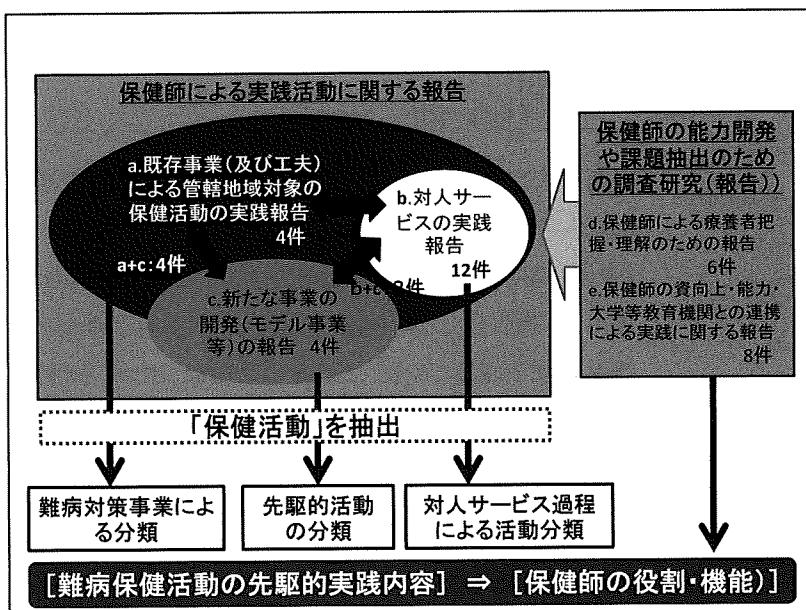 保健師による実践活動に関する報告
a.既存事業(及び工夫)
による管轄地域対象の
保健活動の実践報告
4件
b.対人サー
ビスの実践
報告
12件
a+c:4件
c.新たな事業の
開発(モデル事業
等)の報告 4件
保健師の能力開発
や課題抽出のため
の調査研究(報告))
d.保健師による療養者把
握・理解のための報告
6件
e.保健師の資向上・能力・
大学等教育機関との連携
による実践に関する報告
8件
「保健活動」を抽出
難病対策事業によ
る分類
先駆的活動
の分類
対人サービス過程
による活動分類
[難病保健活動の先駆的実践内容] ⇒ [保健師の役割・機能)]